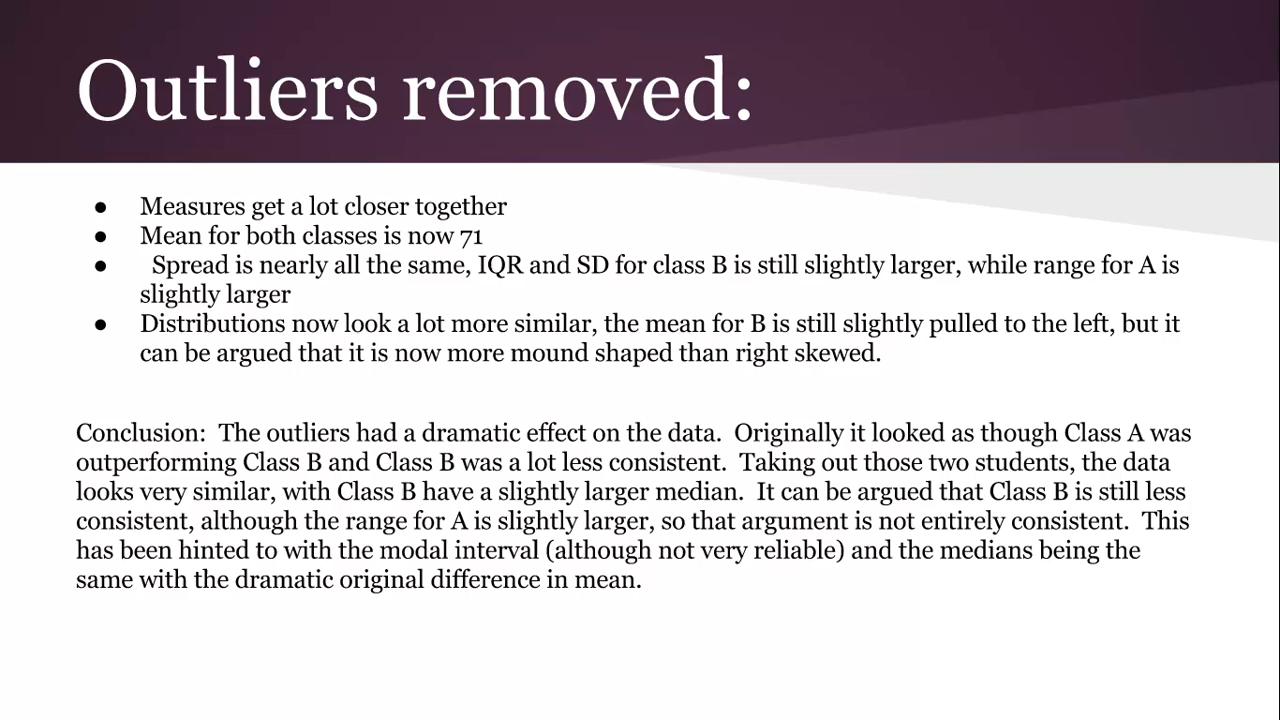 Outliers removed:
● Measures get a lot closer together
● Mean for both classes is now 71
● Spread is nearly all the same, IQR and SD for class B is still slightly larger, while range for A is
slightly larger
● Distributions now look a lot more similar, the mean for B is still slightly pulled to the left, but it
can be argued that it is now more mound shaped than right skewed.
Conclusion: The outliers had a dramatic effect on the data. Originally it looked as though Class A was
outperforming Class B and Class B was a lot less consistent. Taking out those two students, the data
looks very similar, with Class B have a slightly larger median. It can be argued that Class B is still less
consistent, although the range for A is slightly larger, so that argument is not entirely consistent. This
has been hinted to with the modal interval (although not very reliable) and the medians being the
same with the dramatic original difference in mean.